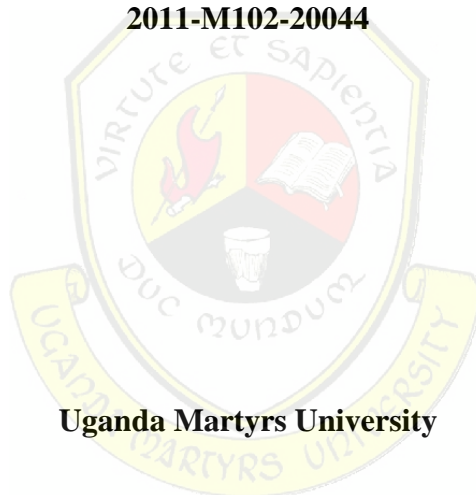 2011-M102-20044
VIRTUTE ET SAPIENTIA
DUC MUNDUM
Uganda Martyrs University
UGANDA MARTYRS UNIVERSITY